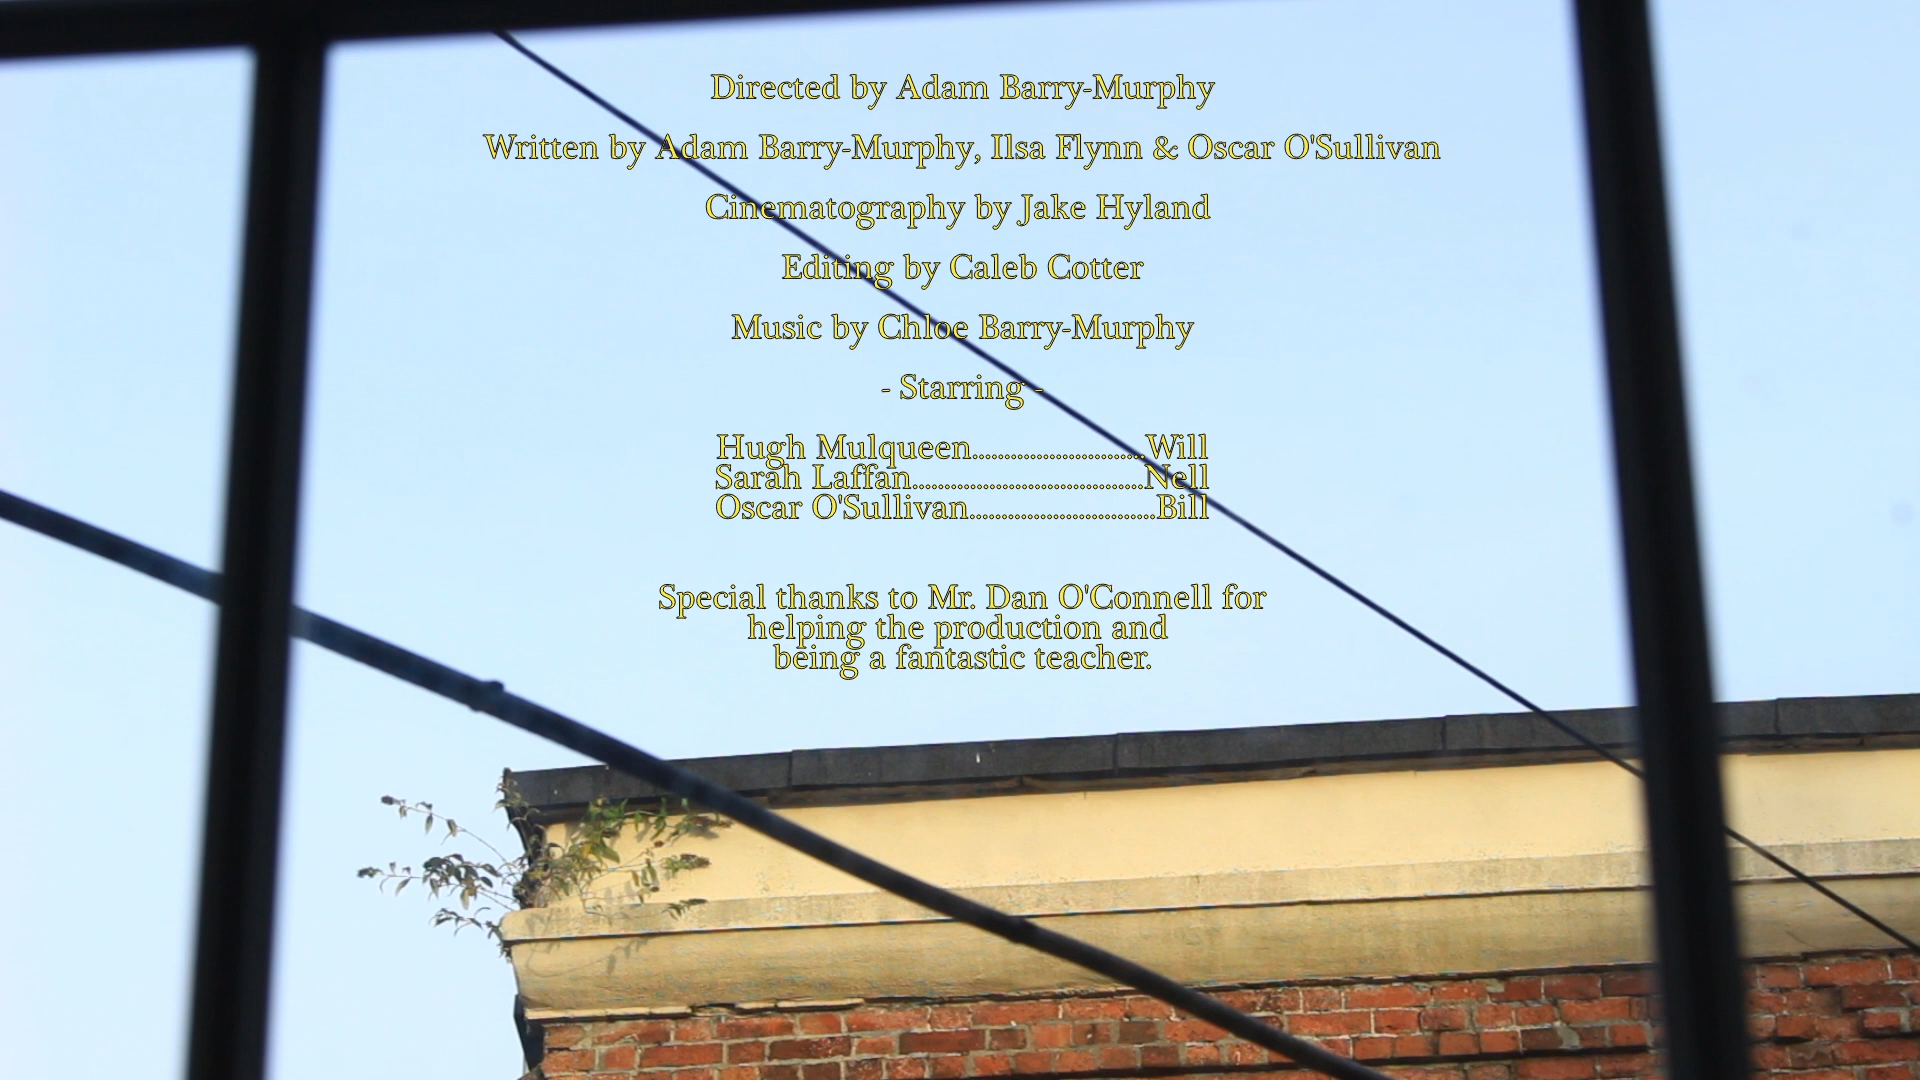 Directed by Adam Barry-Murphy
Written by Adam Barry-Murphy, Ilsa Flynn & Oscar O'Sullivan
Cinematography by Jake Hyland
Editing by Caleb Cotter
Music by Chloe Barry-Murphy
- Starring -
Hugh Mulqueen...........................Will
Sarah Laffan....................................Nell
Oscar O'Sullivan.............................Bill
Special thanks to Mr. Dan O'Connell for
helping the production and
being a fantastic teacher.